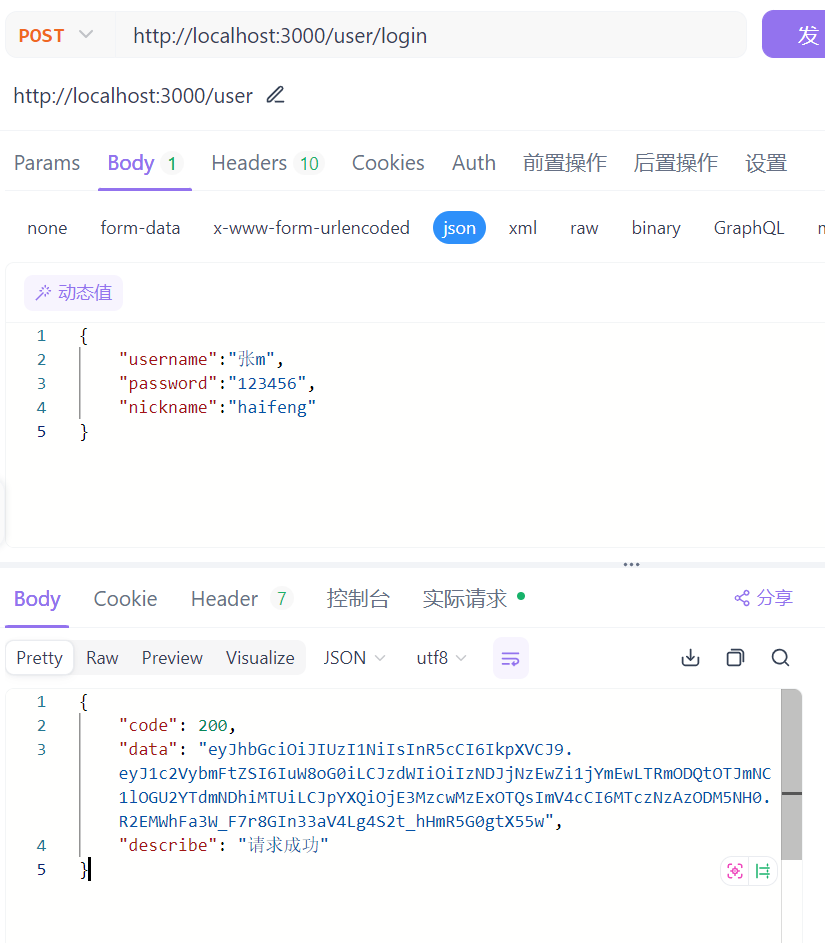 POST http://localhost:3000/user/login 发
http://localhost:3000/user
Params Body 1 Headers 10 Cookies Auth 前置操作 后置操作 设置
none form-data x-www-form-urlencoded json xml raw binary GraphQL
动态值
1 {
2 "username":"张m",
3 "password":"123456",
4 "nickname":"haifeng"
5 }
Body Cookie Header 7 控制台 实际请求 分享
Pretty Raw Preview Visualize JSON utf8
1 {
2 "code": 200,
3 "data": "eyJhbGciOiJIUzI1NiIsInR5cCI6IkpXVCJ9.
eyJ1c2VybmFtZSI6IuW8oG0iLCJzdWIiOiIzNDJjNzEwZi1jYmEwLTRmODQtOTJmNC
1lOGU2YTdmNDhiMTUiLCJpYXQiOjE3MzcwMzExOTQsImV4cCI6MTczNzAzODM5NH0.
R2EMWhFa3W_F7r8GIn33aV4Lg4S2t_hHmR5G0gtX55w",
4 "describe": "请求成功"
5 }